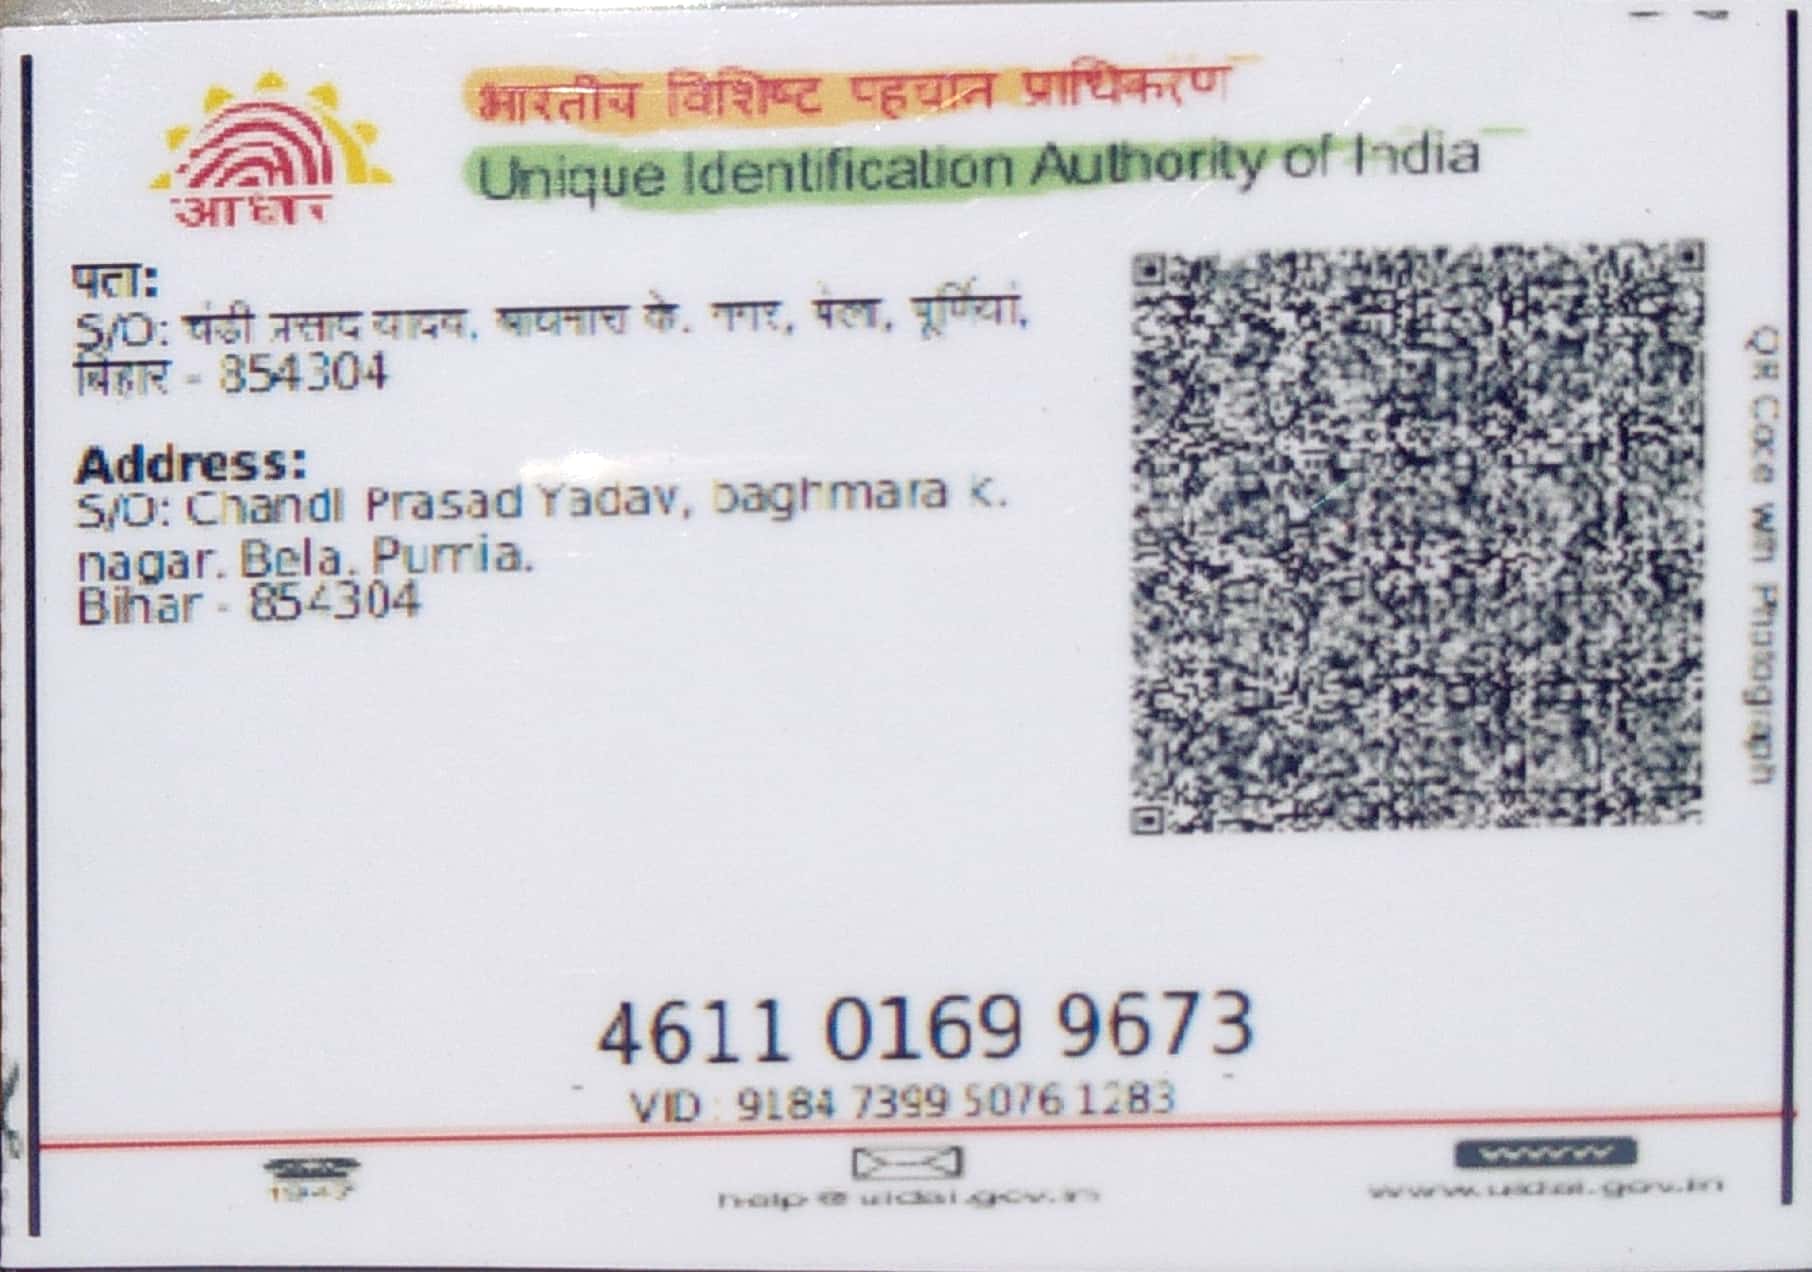 भारतीय विशिष्ट पहचान प्राधिकरण
Unique Identification Authority of India
आधार
पता:
S/O: चंडी प्रसाद यादव, के. नगर, बेला, पूर्णियां,
बिहार - 854304
Address:
S/O: Chandi Prasad Yadav, baghmara k.
nagar, Bela, Purnia,
Bihar - 854304
QR Code with Photograph
4611 0169 9673
VID : 9184 7399 5076 1283
1947
help@uidai.gov.in
www
www.uidai.gov.in